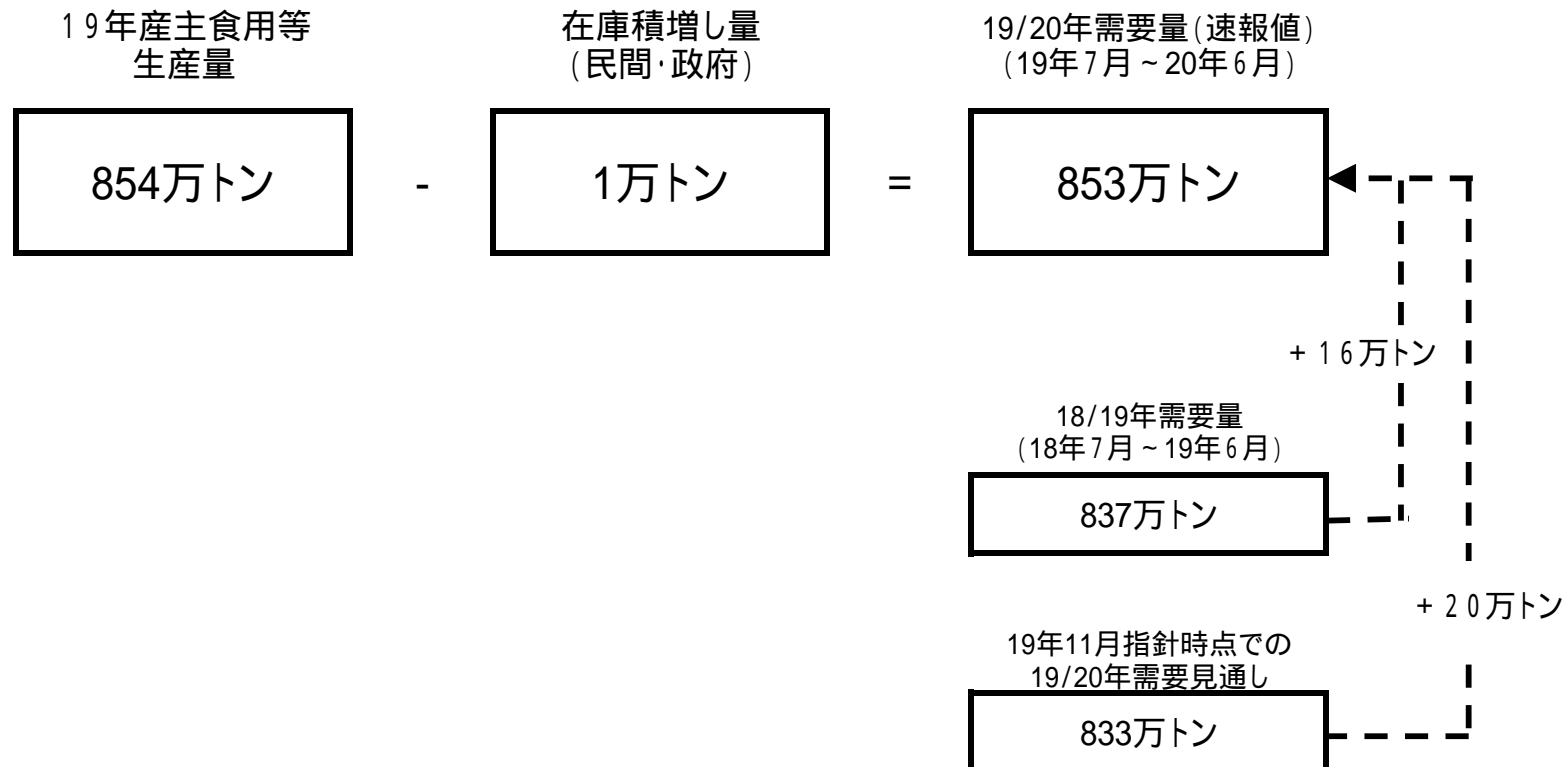 １９年産主食用等
生産量
854万トン
-
在庫積増し量
（民間・政府）
1万トン
=
19/20年需要量（速報値）
（19年７月～20年６月）
853万トン
+１６万トン
18/19年需要量
（18年７月～19年６月）
837万トン
+２０万トン
19年11月指針時点での
19/20年需要見通し
833万トン